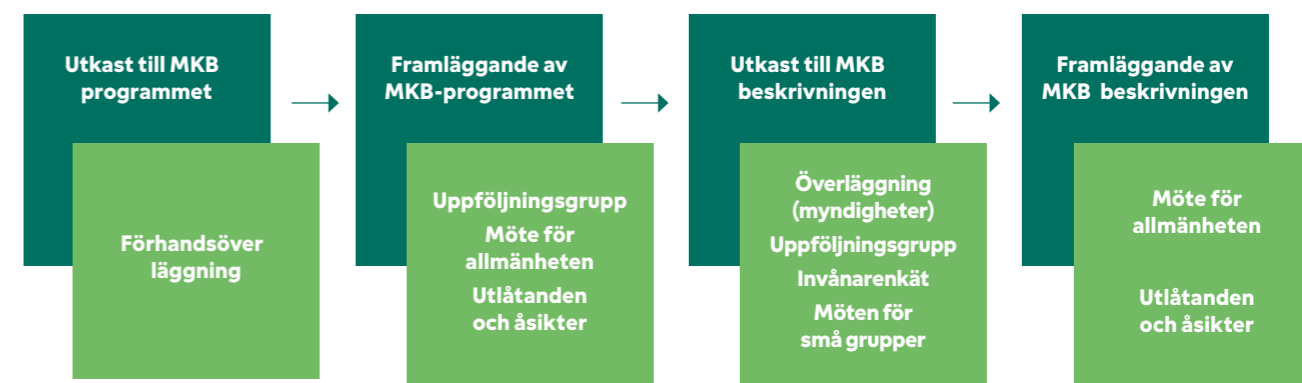 Utkast till MKB
programmet
Förhandsöver
läggning
Framläggande av
MKB-programmet
Uppföljningsgrupp
Möte för
allmänheten
Utlåtanden
och åsikter
Utkast till MKB
beskrivningen
Överläggning
(myndigheter)
Uppföljningsgrupp
Invånarenkät
Möten för
små grupper
Framläggande av
MKB beskrivningen
Möte för
allmänheten
Utlåtanden
och åsikter